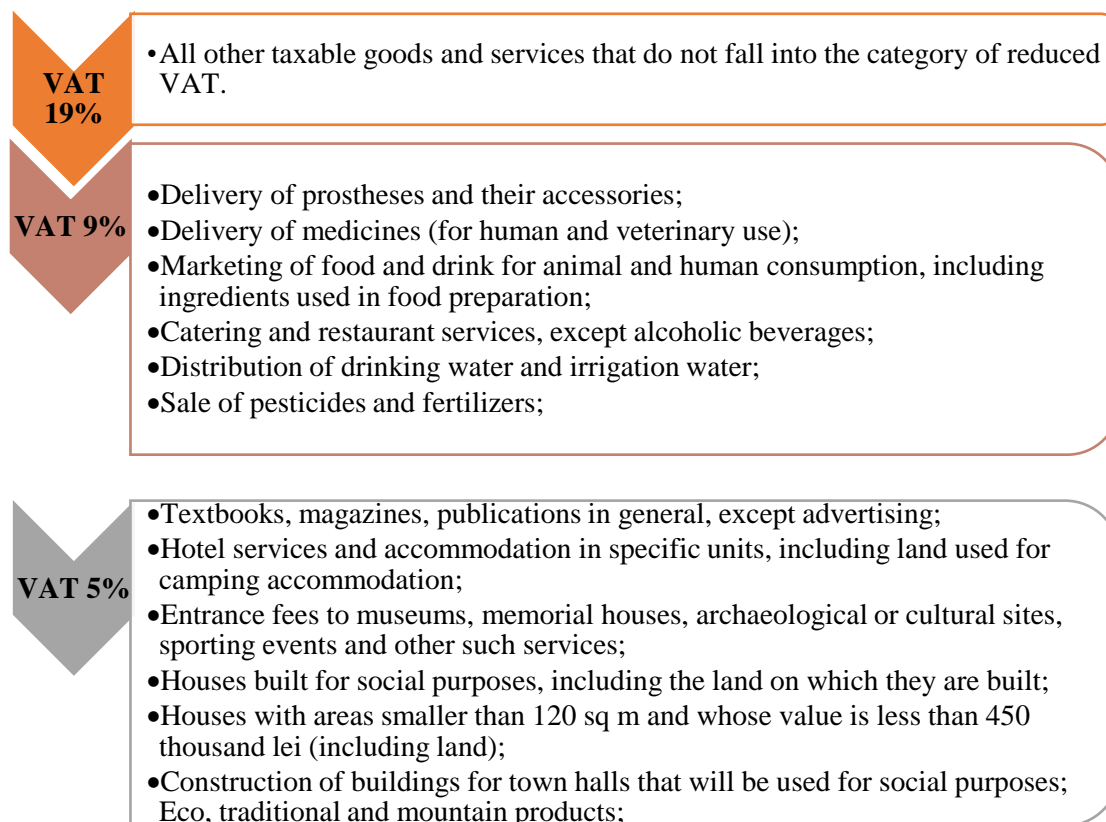 •All other taxable goods and services that do not fall into the category of reduced
VAT.
VAT
19%
•Delivery of prostheses and their accessories;
•Delivery of medicines (for human and veterinary use);
•Marketing of food and drink for animal and human consumption, including
ingredients used in food preparation;
•Catering and restaurant services, except alcoholic beverages;
•Distribution of drinking water and irrigation water;
•Sale of pesticides and fertilizers;
VAT 9%
•Textbooks, magazines, publications in general, except advertising;
•Hotel services and accommodation in specific units, including land used for
camping accommodation;
•Entrance fees to museums, memorial houses, archaeological or cultural sites,
sporting events and other such services;
•Houses built for social purposes, including the land on which they are built;
•Houses with areas smaller than 120 sq m and whose value is less than 450
thousand lei (including land);
•Construction of buildings for town halls that will be used for social purposes;
Eco, traditional and mountain products;
VAT 5%